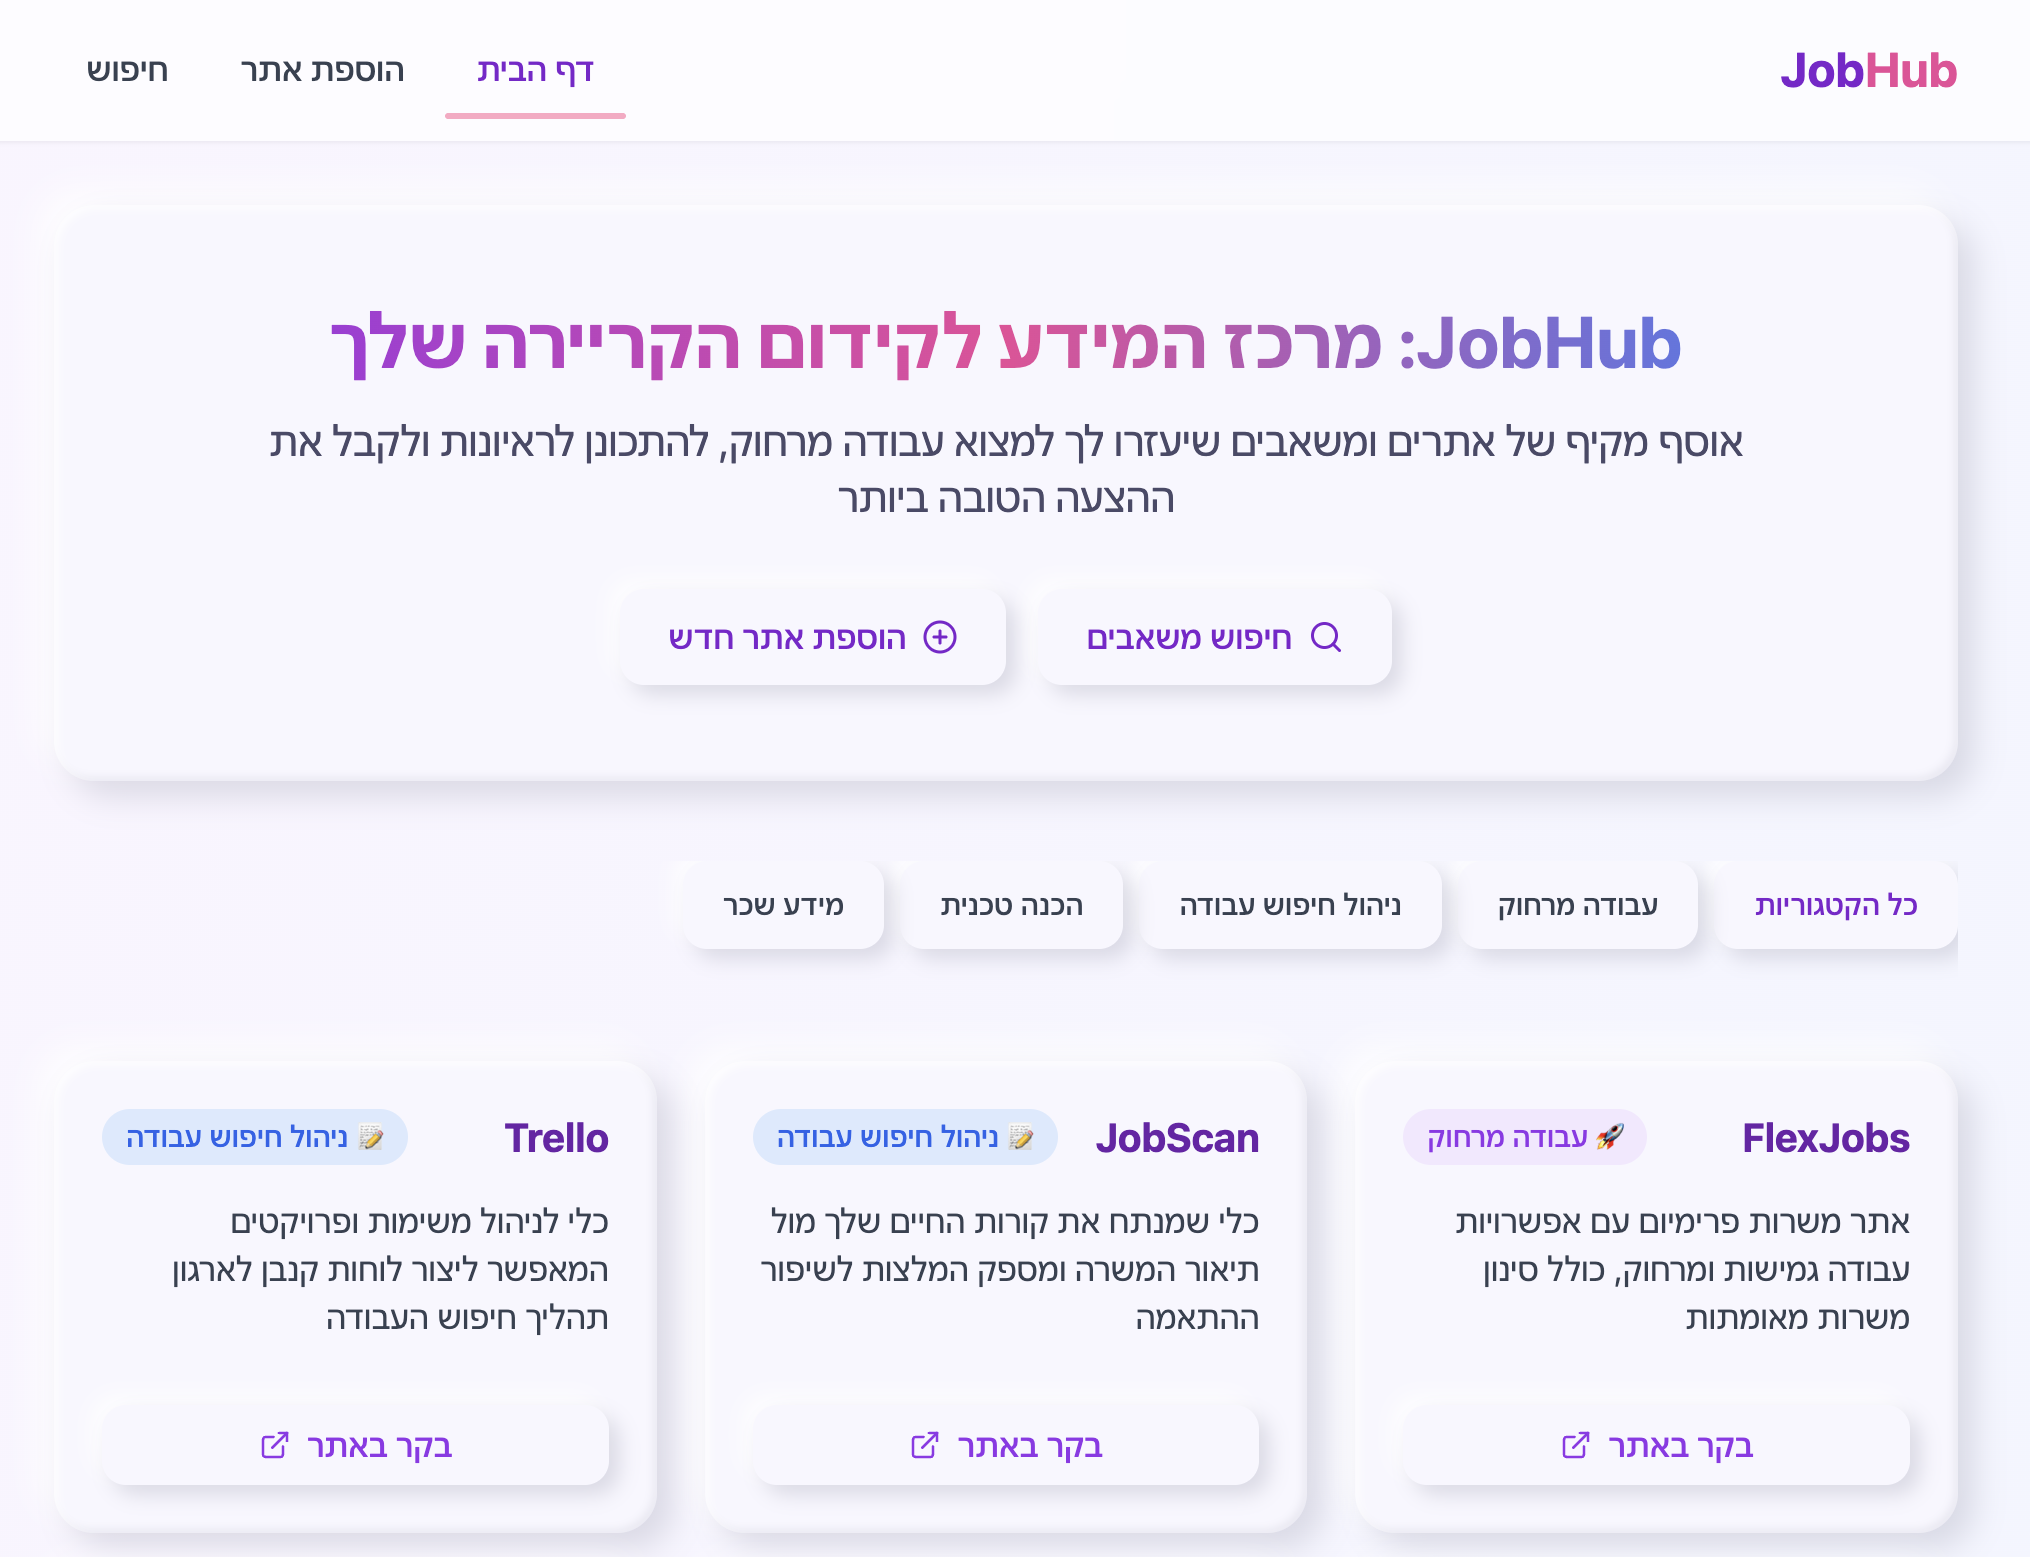 JobHub
דף הבית
הוספת אתר
חיפוש
JobHub: מרכז המידע לקידום הקריירה שלך
אוסף מקיף של אתרים ומשאבים שיעזרו לך למצוא עבודה מרחוק, להתכונן לראיונות ולקבל את
ההצעה הטובה ביותר
חיפוש משאבים
הוספת אתר חדש
כל הקטגוריות
עבודה מרחוק
ניהול חיפוש עבודה
הכנה טכנית
מידע שכר
FlexJobs
🚀 עבודה מרחוק
אתר משרות פרימיום עם אפשרויות
עבודה גמישות ומרחוק, כולל סינון
משרות מאומתות
בקר באתר
JobScan
📝 ניהול חיפוש עבודה
כלי שמנתח את קורות החיים שלך מול
תיאור המשרה ומספק המלצות לשיפור
ההתאמה
בקר באתר
Trello
📝 ניהול חיפוש עבודה
כלי לניהול משימות ופרויקטים
המאפשר ליצור לוחות קנבן לארגון
תהליך חיפוש העבודה
בקר באתר